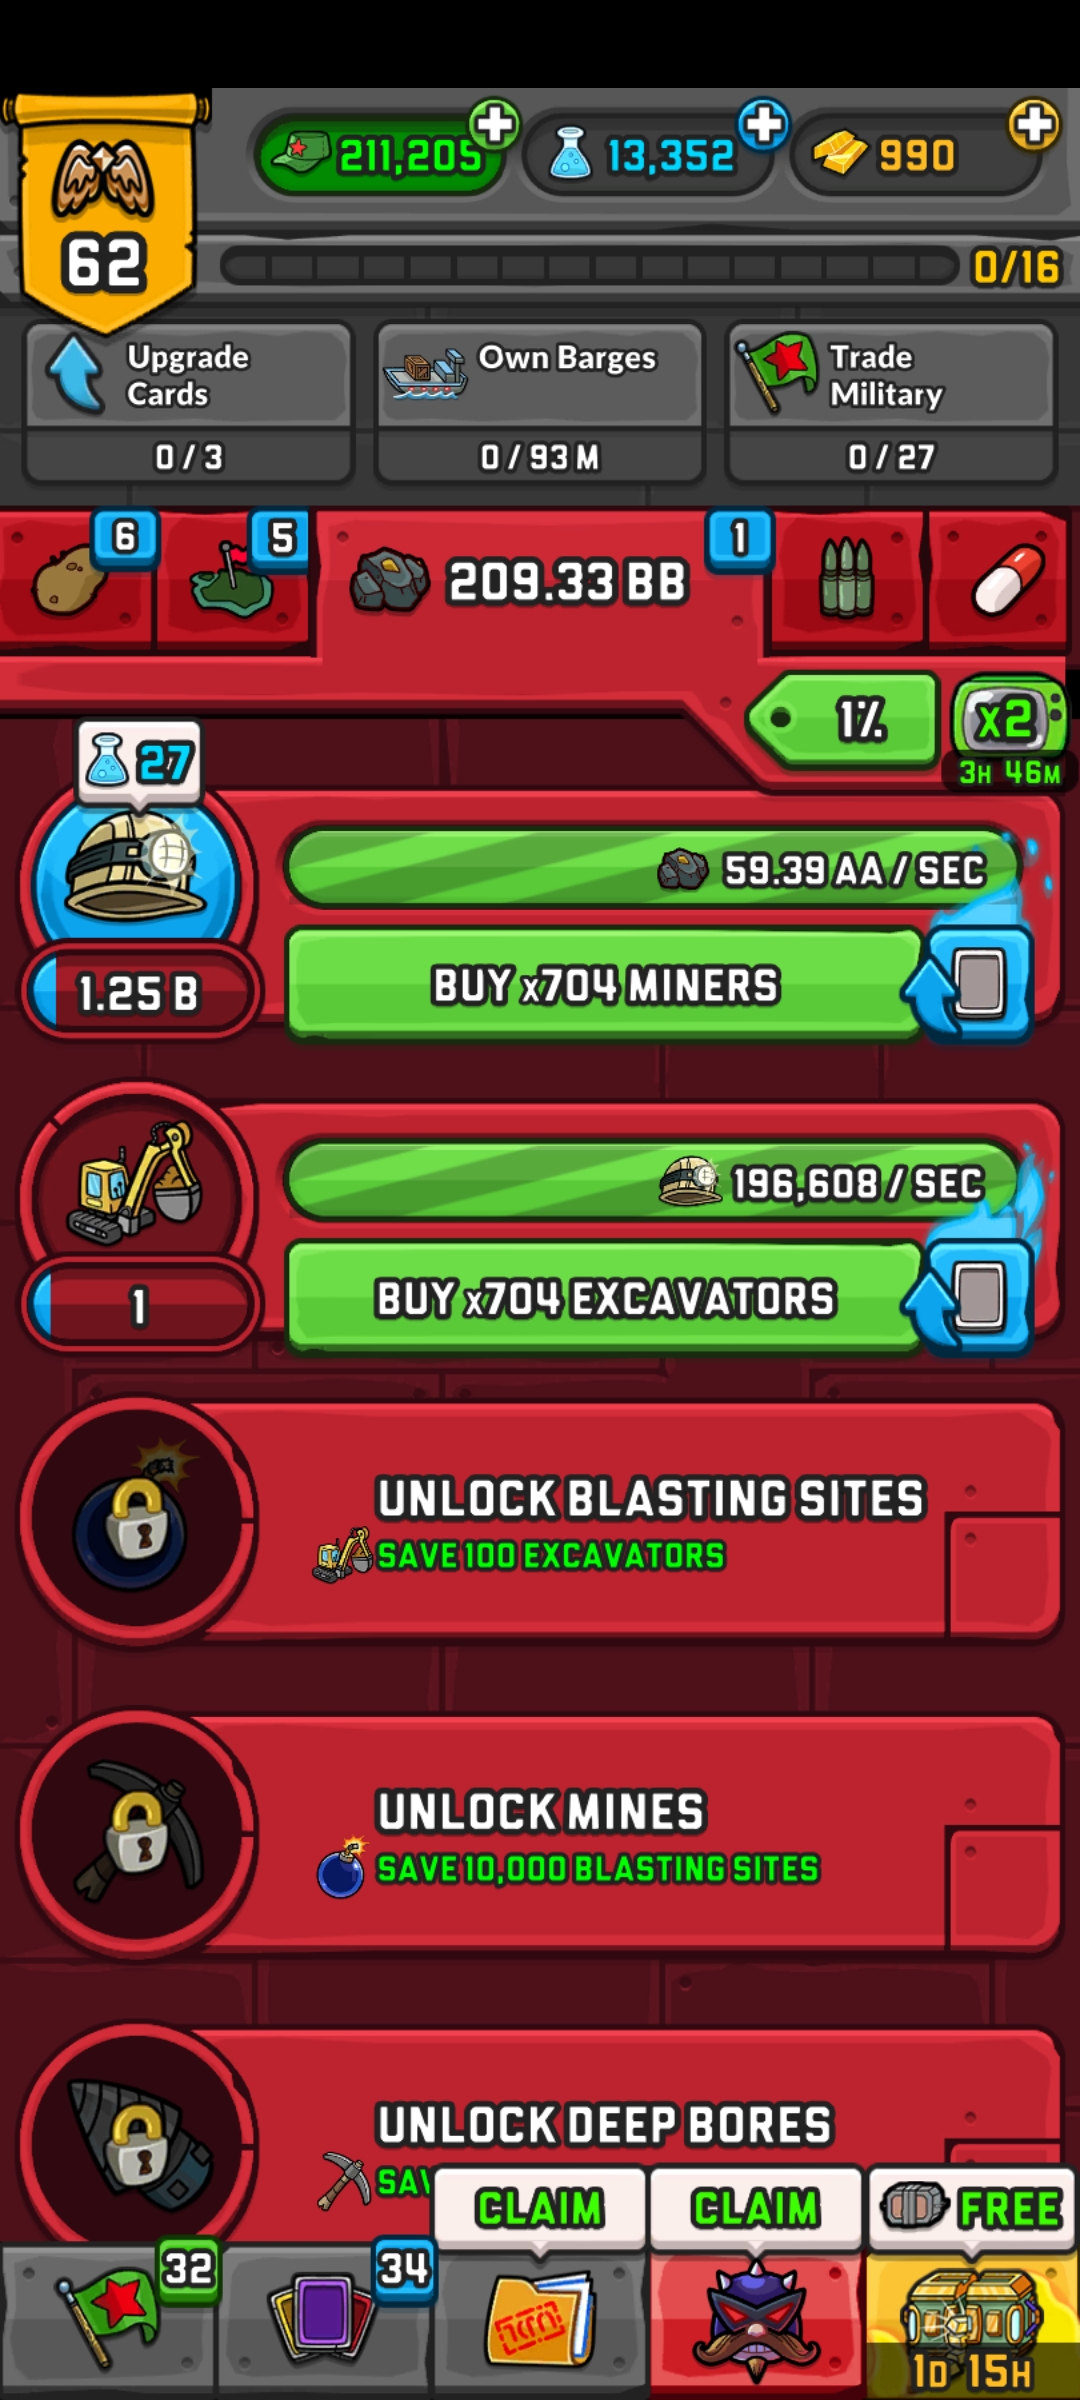 211,205
13,352
990
62
0/16
Upgrade
Cards
0 / 3
Own Barges
0 / 93 M
Trade
Military
0 / 27
6
5
209.33 BB
1
1%
x2
3H 46M
27
59.39 AA / SEC
1.25 B
BUY x704 MINERS
196,608 / SEC
1
BUY x704 EXCAVATORS
UNLOCK BLASTING SITES
SAVE 100 EXCAVATORS
UNLOCK MINES
SAVE 10,000 BLASTING SITES
UNLOCK DEEP BORES
CLAIM
CLAIM
FREE
32
34
1D 15H